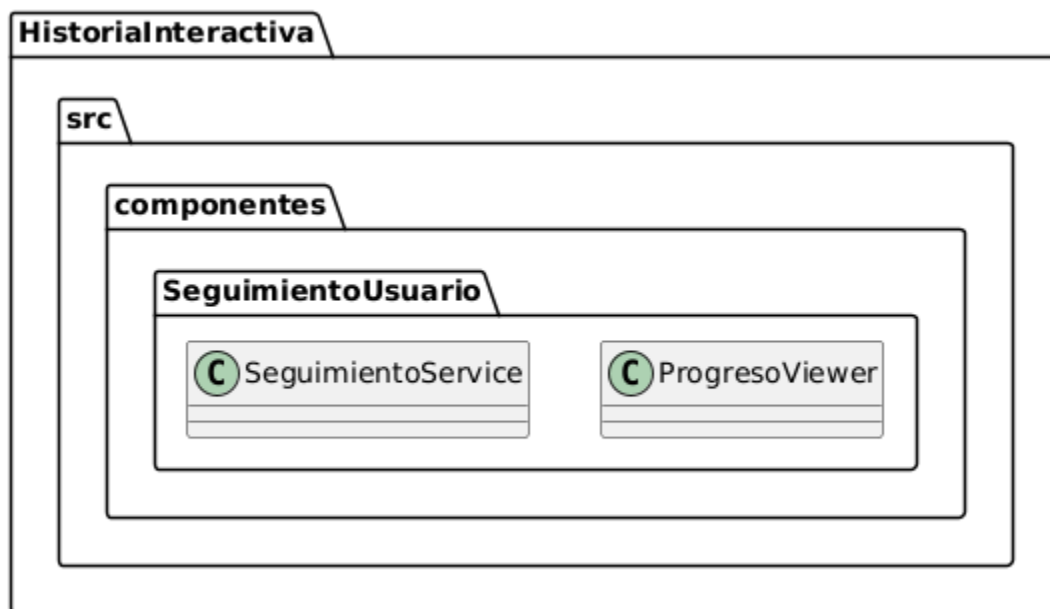 HistoriaInteractiva
src
componentes
SeguimientoUsuario
C SeguimientoService
C ProgresoViewer